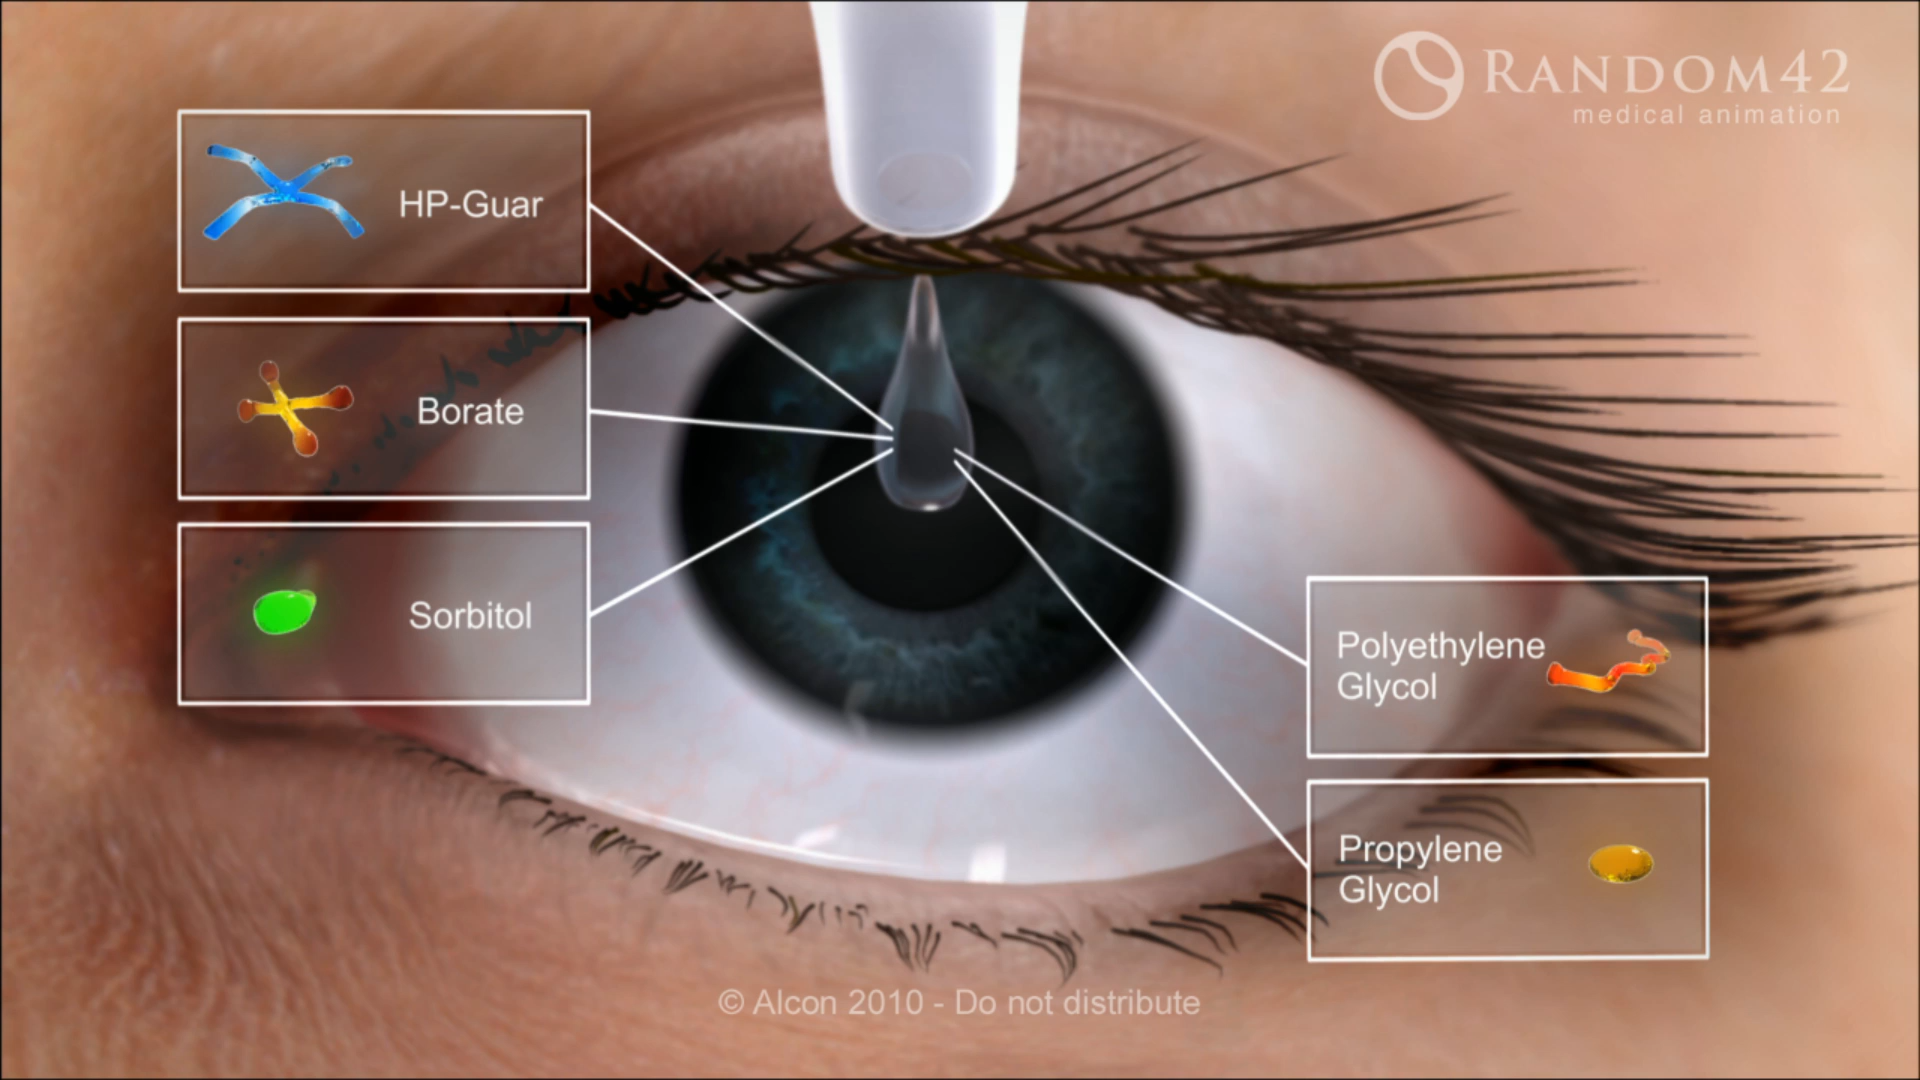 RANDOM42
medical animation
HP-Guar
Borate
Sorbitol
Polyethylene
Glycol
Propylene
Glycol
© Alcon 2010 - Do not distribute